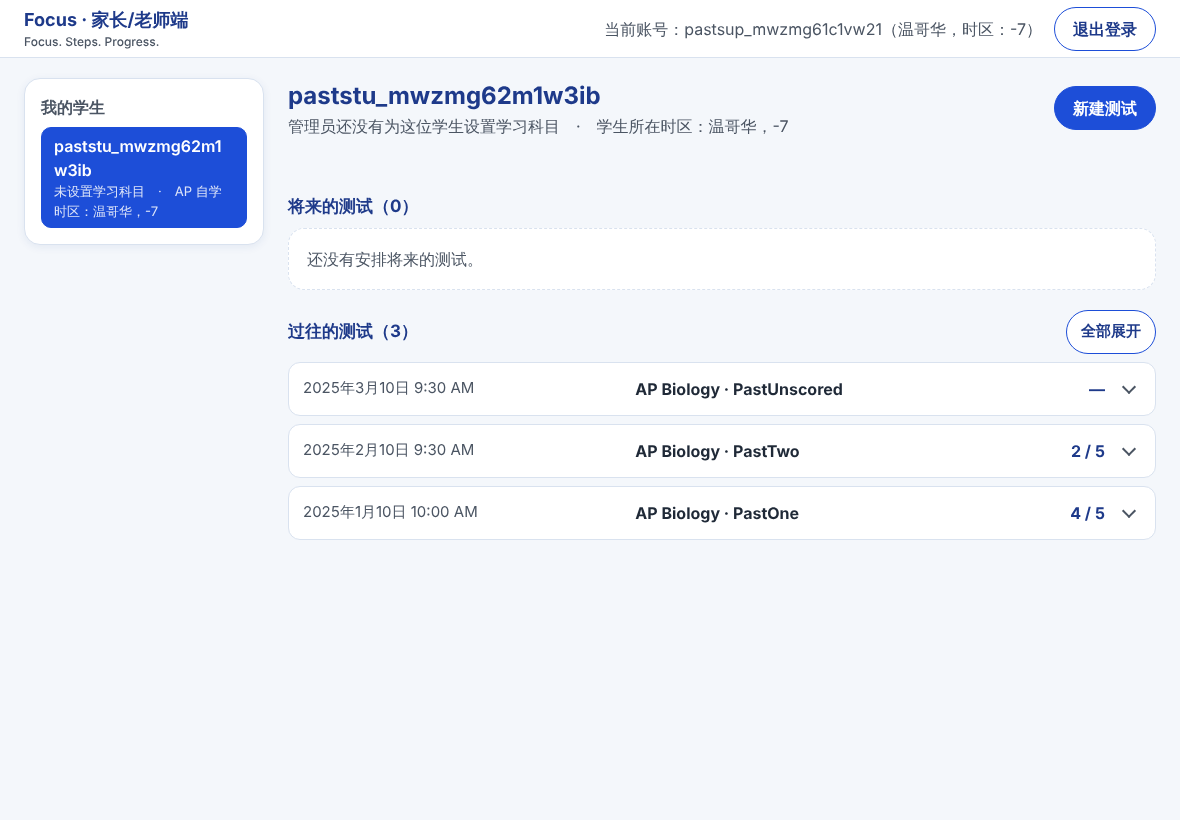 Focus · 家长/老师端
Focus. Steps. Progress.
当前账号：pastsup_mwzmg61c1vw21（温哥华，时区：-7）
退出登录
我的学生
paststu_mwzmg62m1
w3ib
未设置学习科目 · AP 自学
时区：温哥华，-7
paststu_mwzmg62m1w3ib
管理员还没有为这位学生设置学习科目 · 学生所在时区：温哥华，-7
新建测试
将来的测试（0）
还没有安排将来的测试。
过往的测试（3）
全部展开
2025年3月10日 9:30 AM AP Biology · PastUnscored —
2025年2月10日 9:30 AM AP Biology · PastTwo 2 / 5
2025年1月10日 10:00 AM AP Biology · PastOne 4 / 5